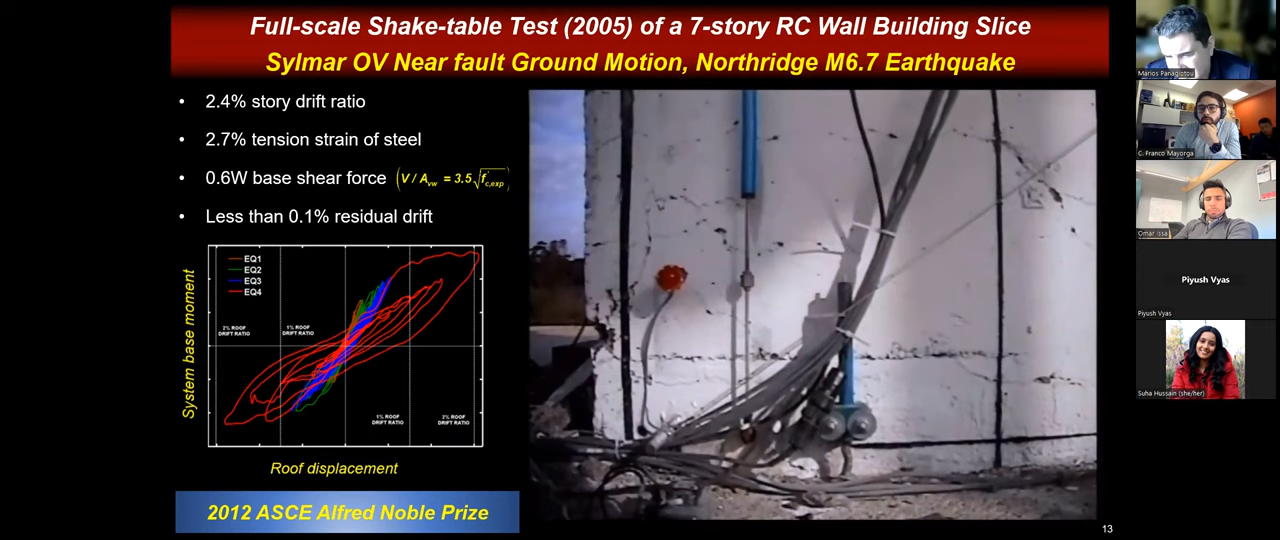 Full-scale Shake-table Test (2005) of a 7-story RC Wall Building Slice
Sylmar OV Near fault Ground Motion, Northridge M6.7 Earthquake
• 2.4% story drift ratio
• 2.7% tension strain of steel
• 0.6W base shear force (V / Avw = 3.5√f'c,exp)
• Less than 0.1% residual drift
System base moment
EQ1
EQ2
EQ3
EQ4
2% ROOF
DRIFT RATIO
1% ROOF
DRIFT RATIO
1% ROOF
DRIFT RATIO
2% ROOF
DRIFT RATIO
Roof displacement
2012 ASCE Alfred Noble Prize
13
Marios Panagiotou
C. Franco Mayorga
Omar Issa
Piyush Vyas
Piyush Vyas
Suha Hussain (she/her)